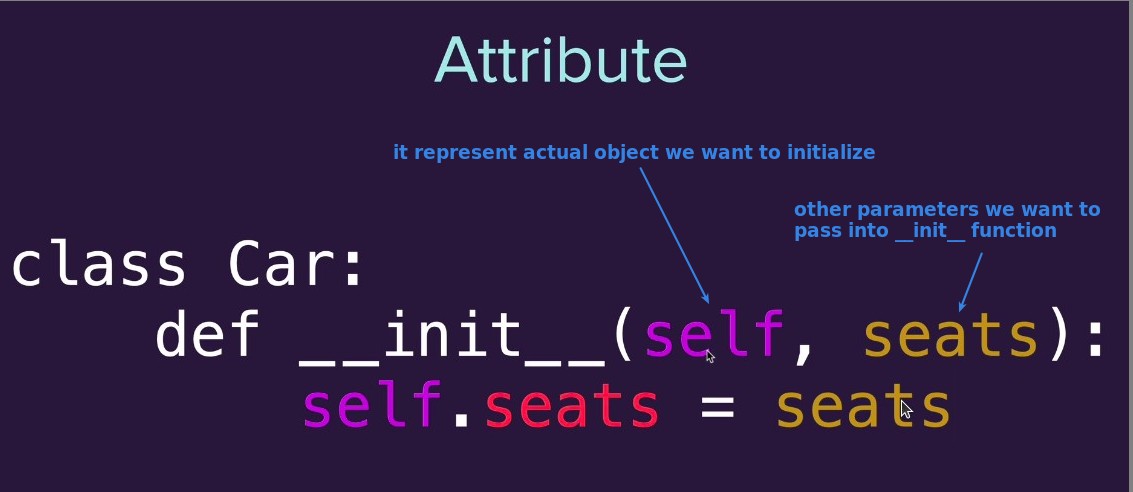 Attribute
it represent actual object we want to initialize
other parameters we want to
pass into __init__ function
class Car:
def __init__(self, seats):
self.seats = seats